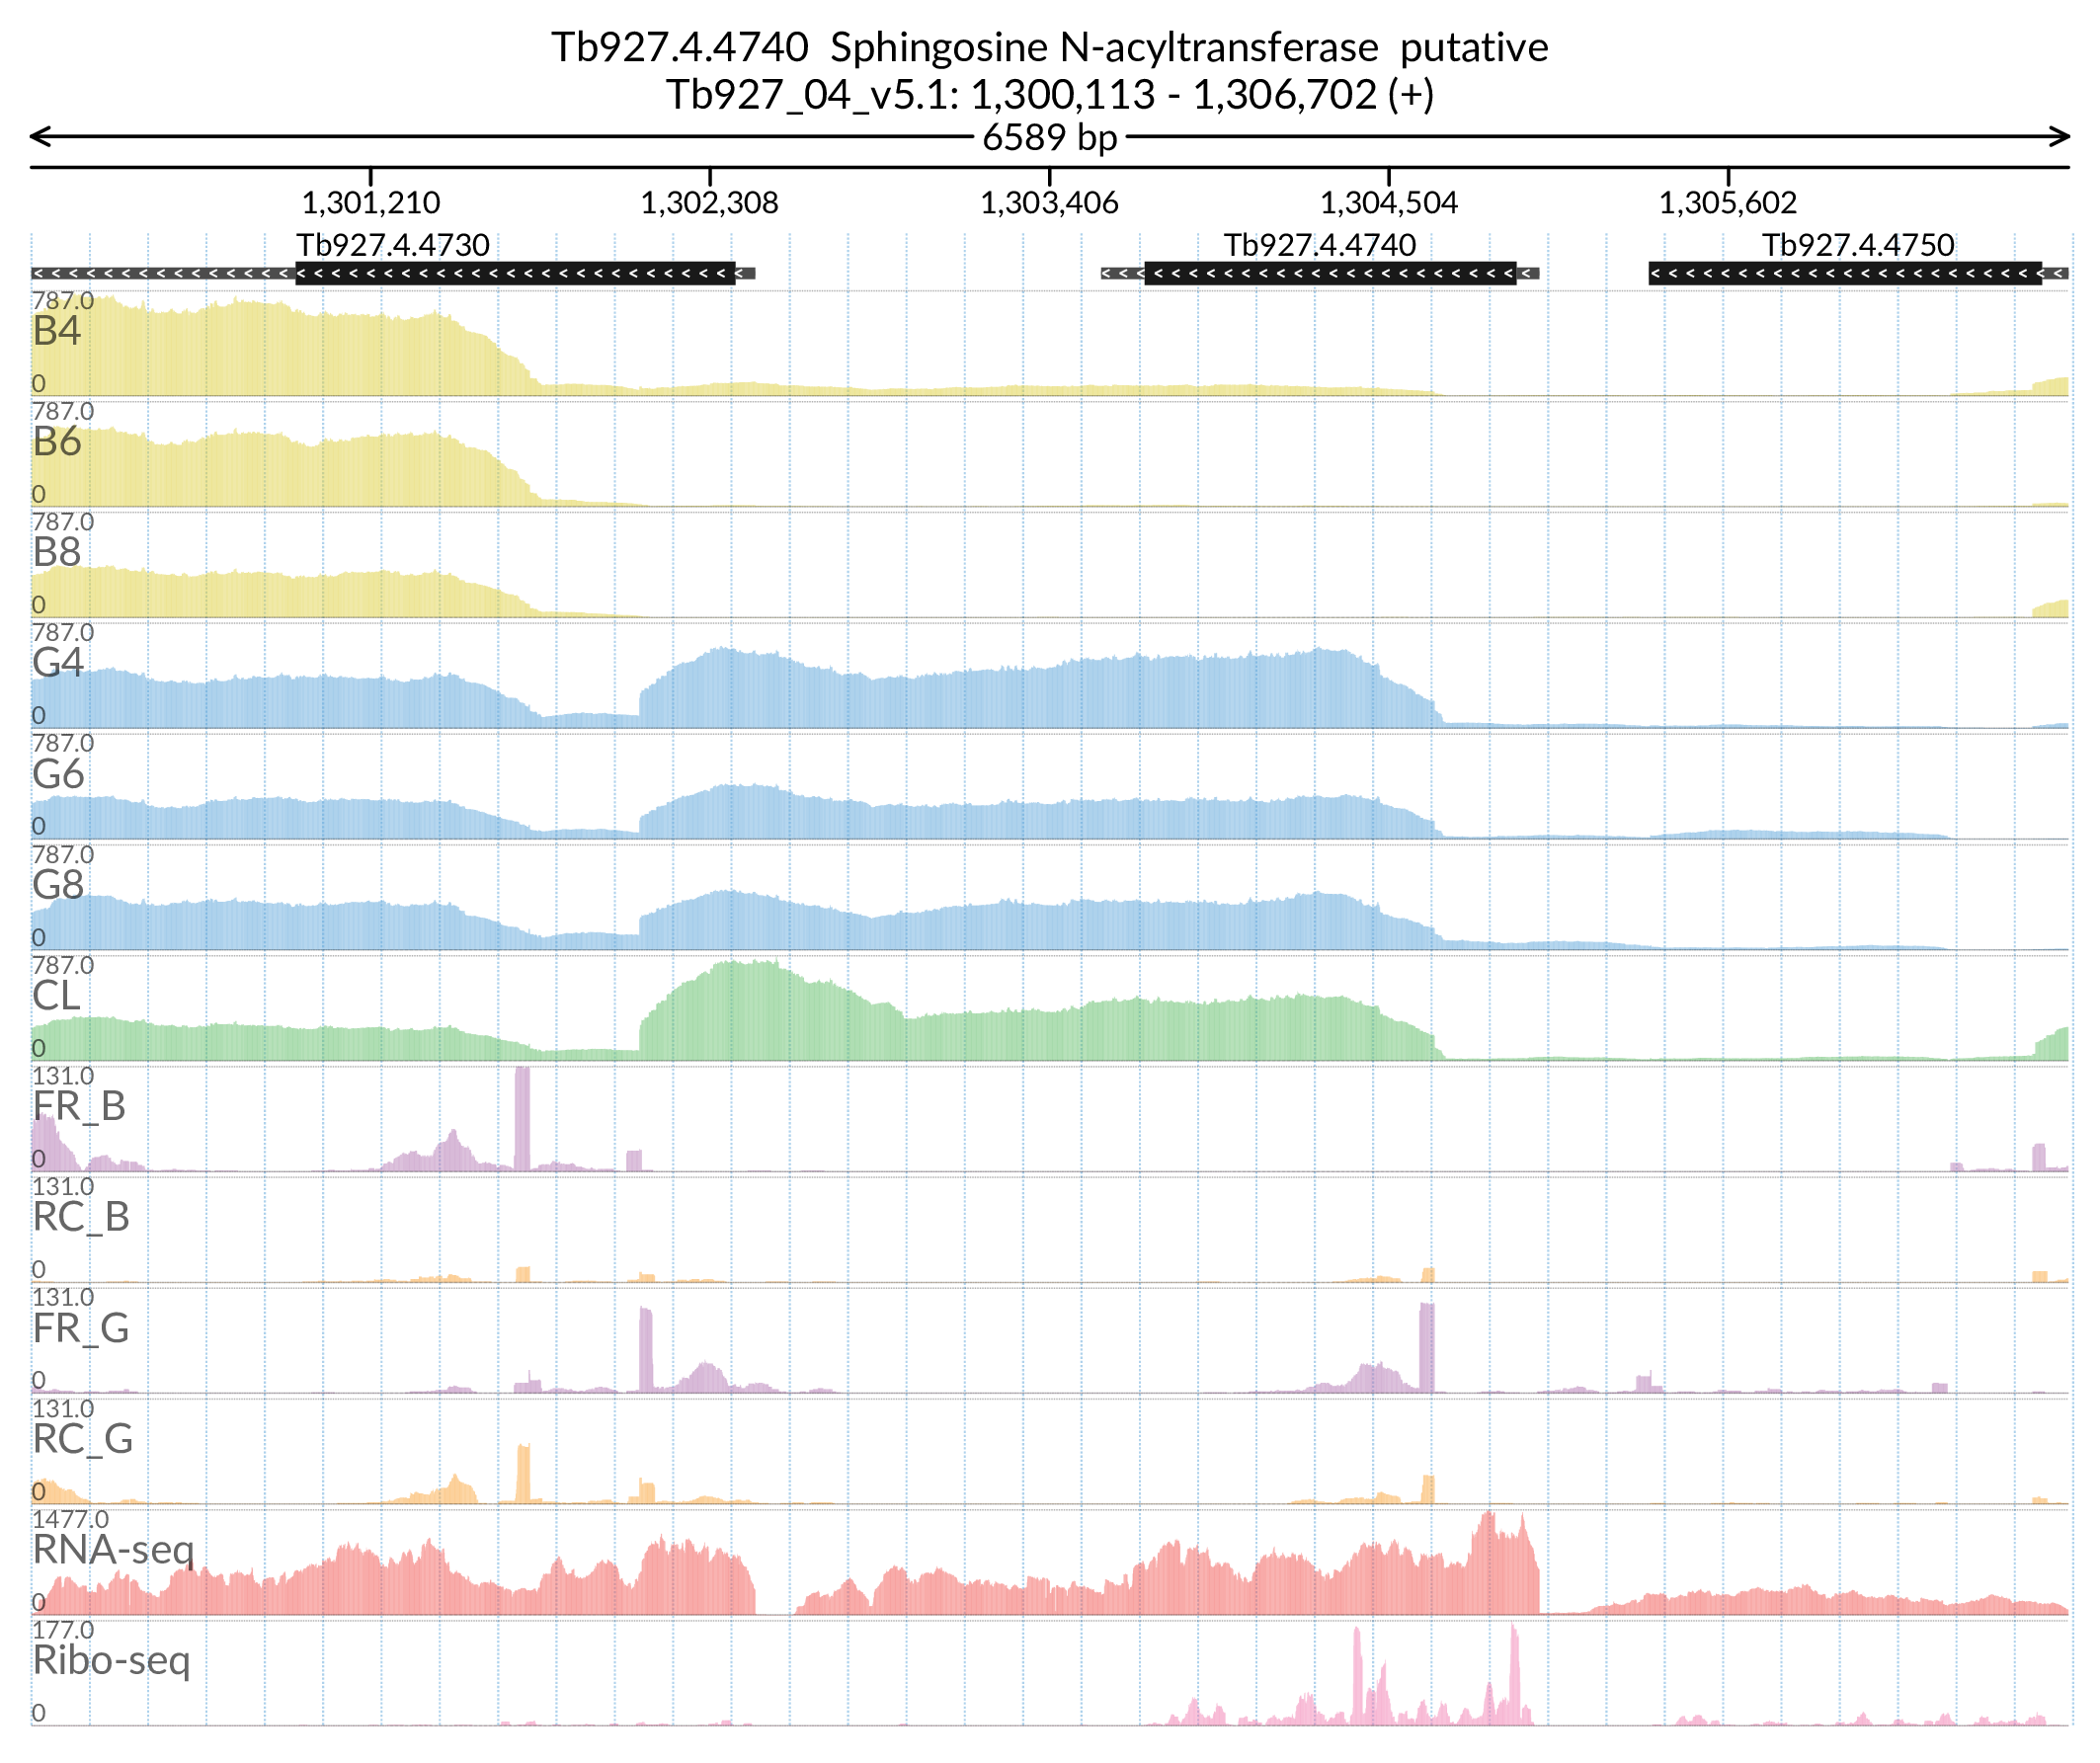 Tb927.4.4740  Sphingosine N-acyltransferase  putative
Tb927_04_v5.1: 1,300,113 - 1,306,702 (+)
6589 bp
1,301,210 1,302,308 1,303,406 1,304,504 1,305,602
Tb927.4.4730 Tb927.4.4740 Tb927.4.4750
787.0
B4
0
787.0
B6
0
787.0
B8
0
787.0
G4
0
787.0
G6
0
787.0
G8
0
787.0
CL
0
131.0
FR_B
0
131.0
RC_B
0
131.0
FR_G
0
131.0
RC_G
0
1477.0
RNA-seq
0
177.0
Ribo-seq
0